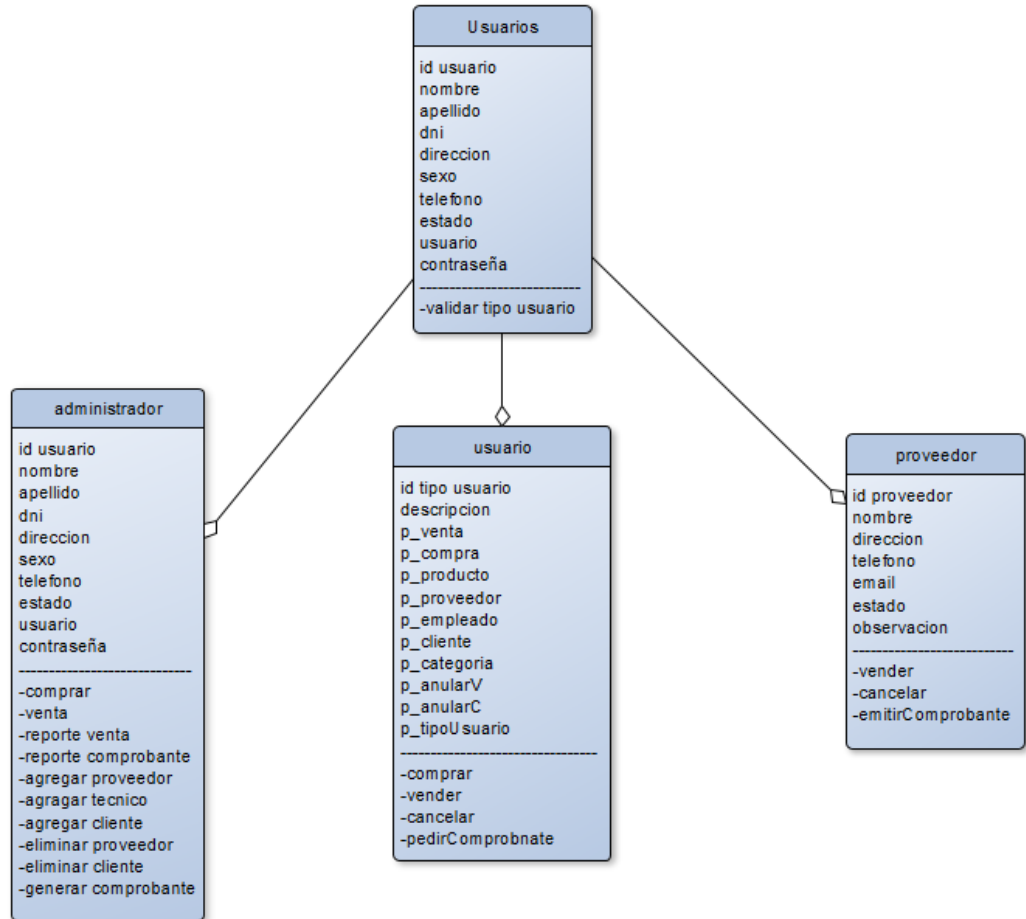 Usuarios
id usuario
nombre
apellido
dni
direccion
sexo
telefono
estado
usuario
contraseña
---------------------------
-validar tipo usuario
administrador
id usuario
nombre
apellido
dni
direccion
sexo
telefono
estado
usuario
contraseña
-----------------------------
-comprar
-venta
-reporte venta
-reporte comprobante
-agregar proveedor
-agragar tecnico
-agregar cliente
-eliminar proveedor
-eliminar cliente
-generar comprobante
usuario
id tipo usuario
descripcion
p_venta
p_compra
p_producto
p_proveedor
p_empleado
p_cliente
p_categoria
p_anularV
p_anularC
p_tipoUsuario
---------------------------------
-comprar
-vender
-cancelar
-pedirComprobnate
proveedor
id proveedor
nombre
direccion
telefono
email
estado
observacion
---------------------------
-vender
-cancelar
-emitirComprobante